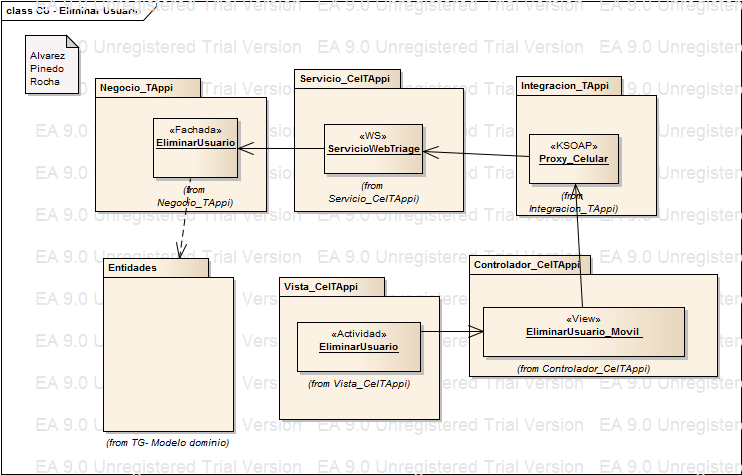 class CU - Eliminar Usuario
EA 9.0 Unregistered Trial Version
Alvarez
Pinedo
Rocha
Negocio_TAppi
«Fachada»
EliminarUsuario
(from
Negocio_TAppi)
Servicio_CelTAppi
«WS»
ServicioWebTriage
(from
Servicio_CelTAppi)
Integracion_TAppi
«KSOAP»
Proxy_Celular
(from
Integracion_TAppi)
Entidades
(from TG- Modelo dominio)
Vista_CelTAppi
«Actividad»
EliminarUsuario
(from Vista_CelTAppi)
Controlador_CelTAppi
«View»
EliminarUsuario_Movil
(from Controlador_CelTAppi)